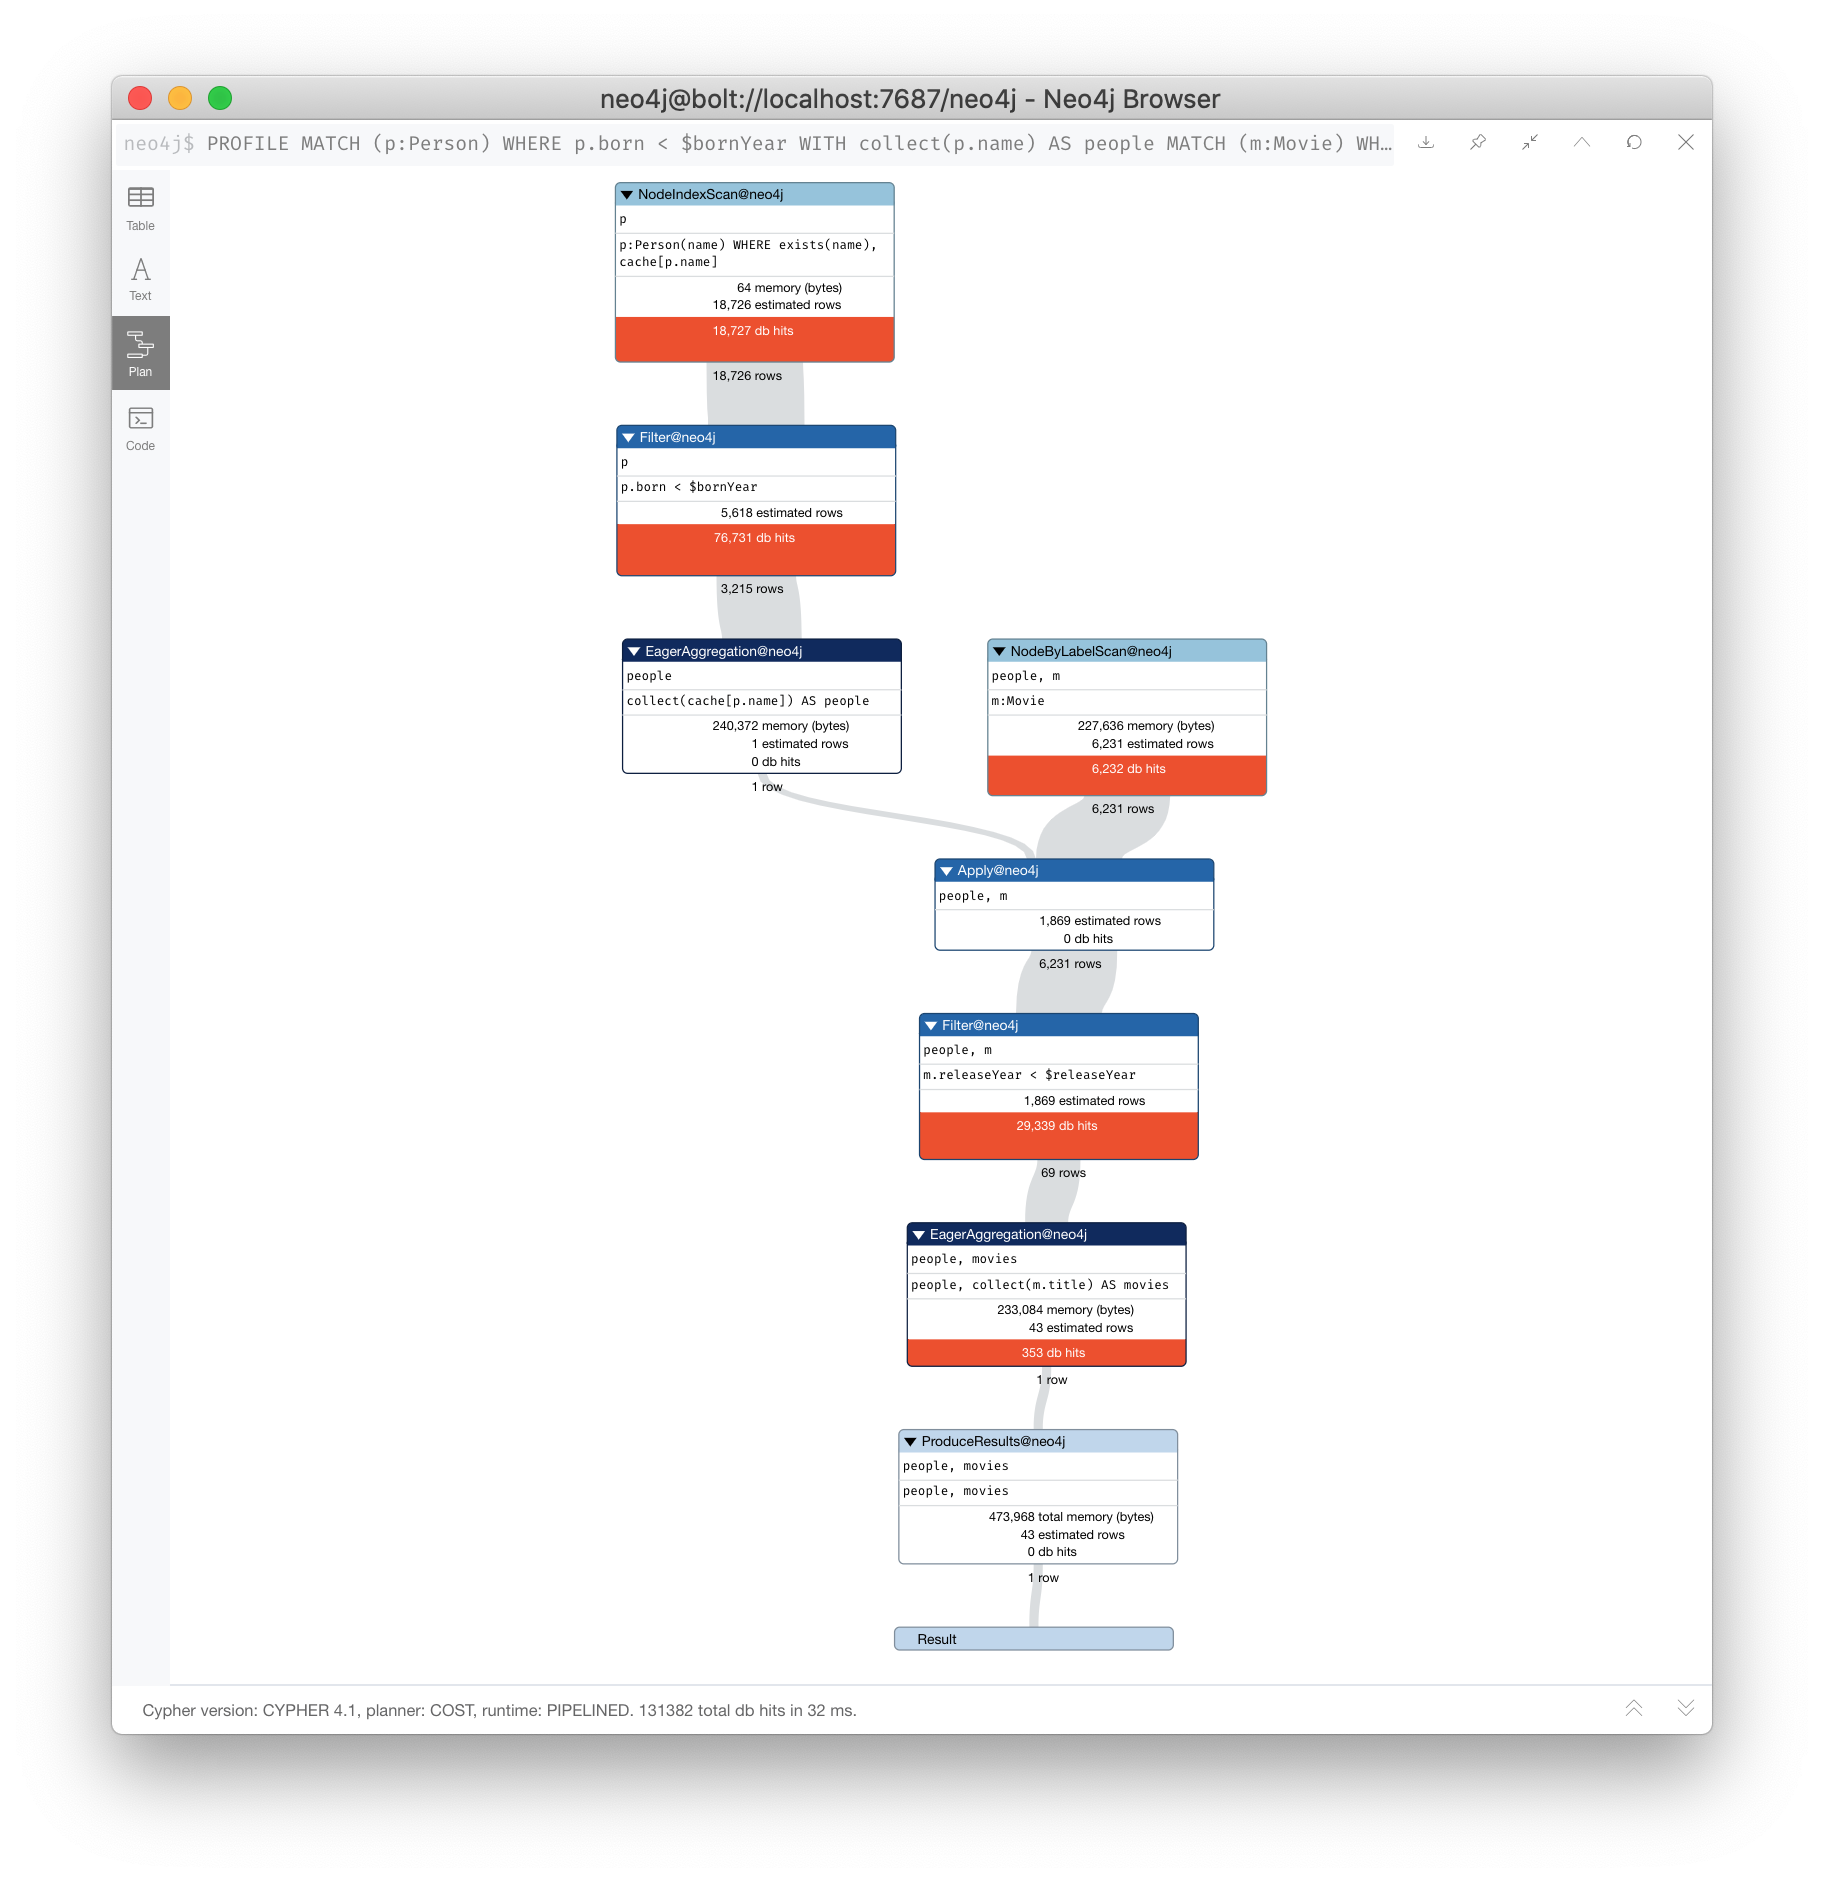 neo4j@bolt://localhost:7687/neo4j - Neo4j Browser
neo4j$ PROFILE MATCH (p:Person) WHERE p.born < $bornYear WITH collect(p.name) AS people MATCH (m:Movie) WH…
Table
Text
Plan
Code
NodeIndexScan@neo4j
p
p:Person(name) WHERE exists(name),
cache[p.name]
64 memory (bytes)
18,726 estimated rows
18,727 db hits
18,726 rows
Filter@neo4j
p
p.born < $bornYear
5,618 estimated rows
76,731 db hits
3,215 rows
EagerAggregation@neo4j
people
collect(cache[p.name]) AS people
240,372 memory (bytes)
1 estimated rows
0 db hits
1 row
NodeByLabelScan@neo4j
people, m
m:Movie
227,636 memory (bytes)
6,231 estimated rows
6,232 db hits
6,231 rows
Apply@neo4j
people, m
1,869 estimated rows
0 db hits
6,231 rows
Filter@neo4j
people, m
m.releaseYear < $releaseYear
1,869 estimated rows
29,339 db hits
69 rows
EagerAggregation@neo4j
people, movies
people, collect(m.title) AS movies
233,084 memory (bytes)
43 estimated rows
353 db hits
1 row
ProduceResults@neo4j
people, movies
people, movies
473,968 total memory (bytes)
43 estimated rows
0 db hits
1 row
Result
Cypher version: CYPHER 4.1, planner: COST, runtime: PIPELINED. 131382 total db hits in 32 ms.